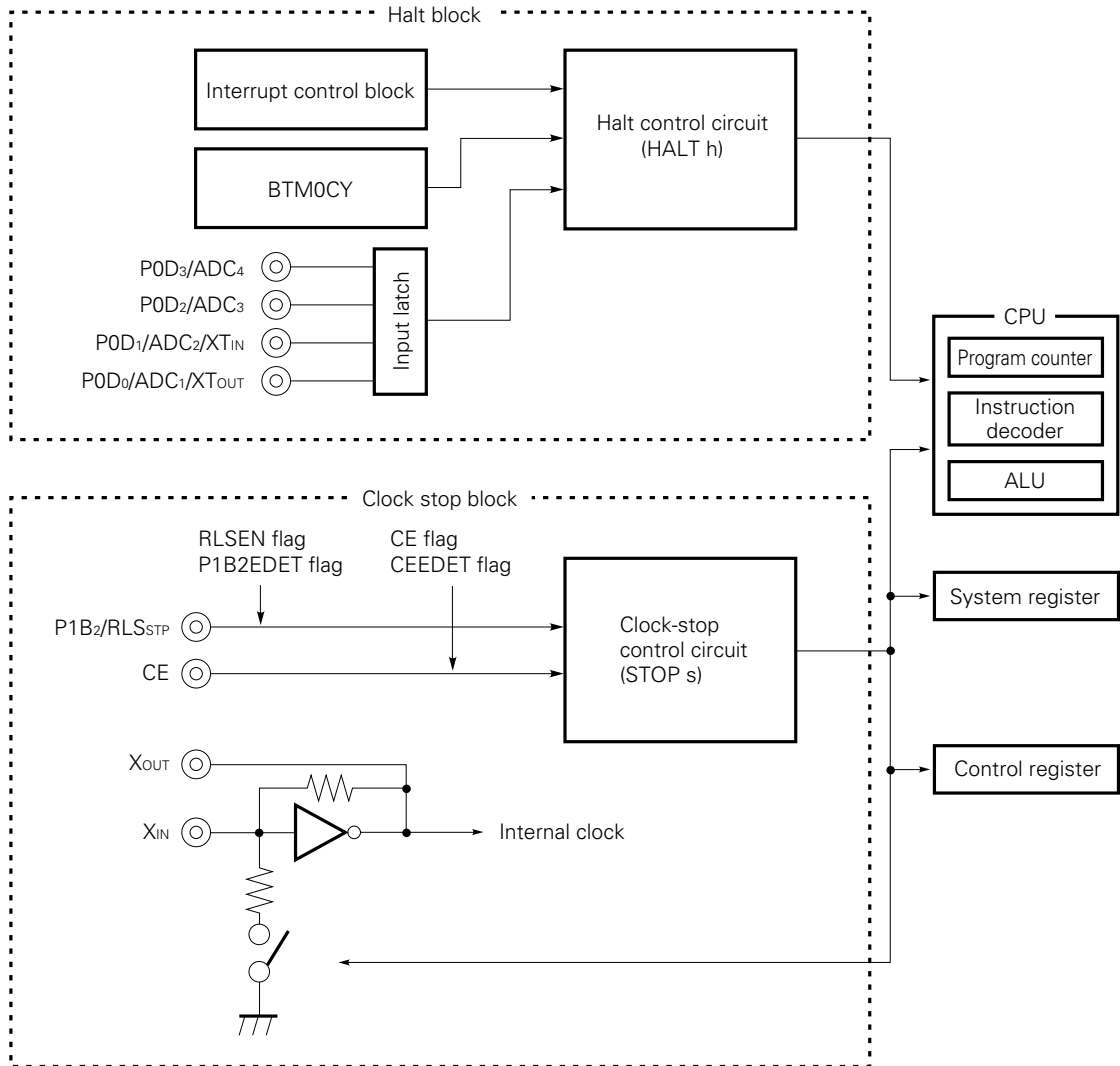 Halt block
Interrupt control block
Halt control circuit
(HALT h)
BTM0CY
P0D3/ADC4
P0D2/ADC3
P0D1/ADC2/XTIN
P0D0/ADC1/XTOUT
Input latch
CPU
Program counter
Instruction
decoder
ALU
Clock stop block
RLSEN flag
P1B2EDET flag
CE flag
CEEDET flag
P1B2/RLSSTP
CE
Clock-stop
control circuit
(STOP s)
System register
XOUT
XIN
Internal clock
Control register